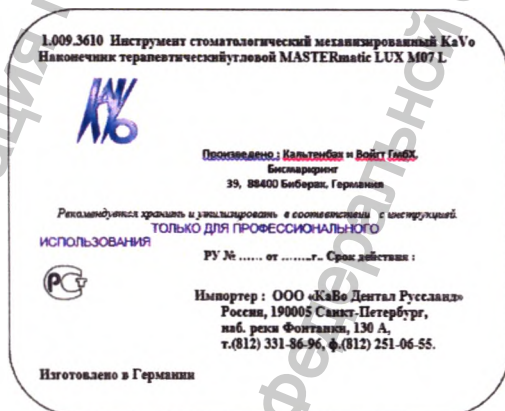 1.009.3610 Инструмент стоматологический механизированный KaVo
Наконечник терапевтическийугловой MASTERmatic LUX M07 L
KaVo
Произведено : Кальтенбах и Войгт ГмбХ,
Бисмаркринг
39, 88400 Биберах, Германия
Рекомендуется хранить и утилизировать в соответствии с инструкцией.
ТОЛЬКО ДЛЯ ПРОФЕССИОНАЛЬНОГО
ИСПОЛЬЗОВАНИЯ
РУ № ...... от ........г.. Срок действия :
РСТ
Импортер : ООО «КаВо Дентал Руссланд»
Россия, 190005 Санкт-Петербург,
наб. реки Фонтанки, 130 А,
т.(812) 331-86-96, ф.(812) 251-06-55.
Изготовлено в Германии